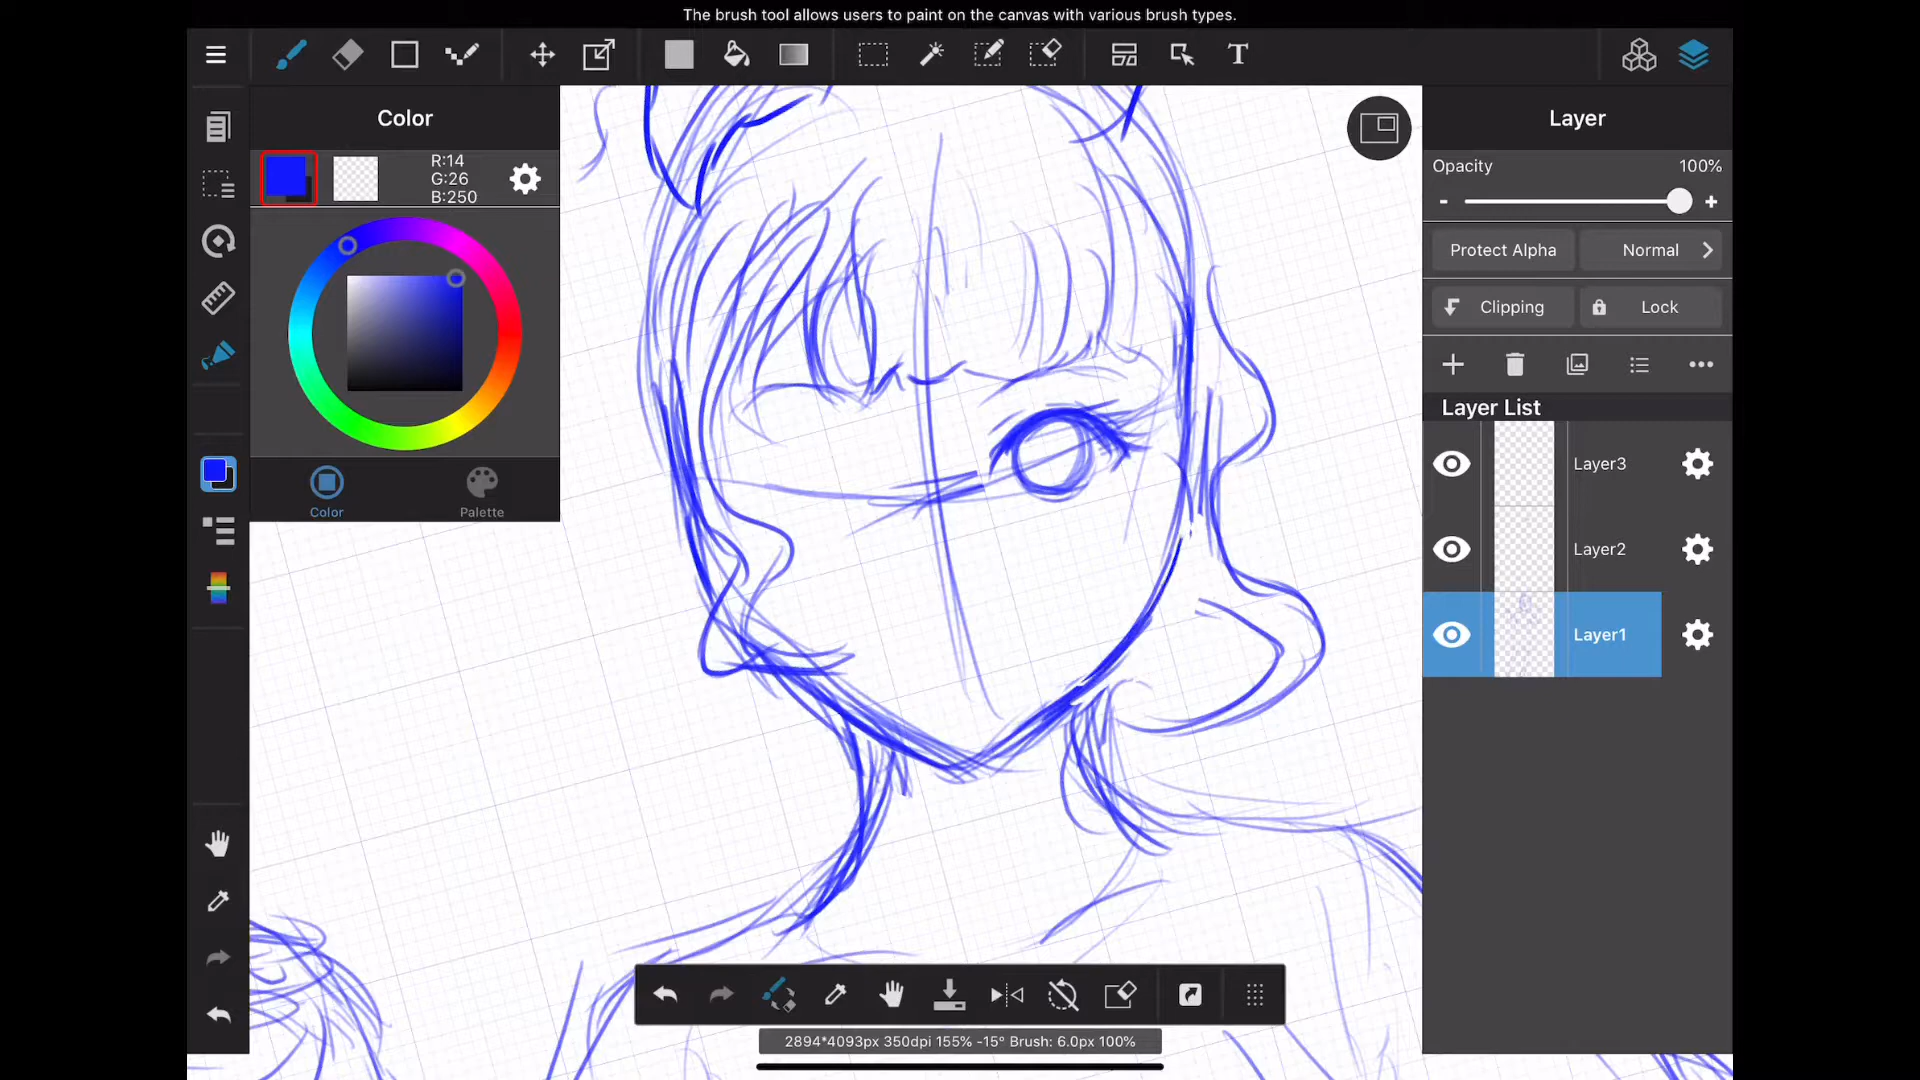 The brush tool allows users to paint on the canvas with various brush types.
T
Color
R:14
G:26
B:250
Color
Palette
Layer
Opacity 100%
- +
Protect Alpha Normal
Clipping Lock
Layer List
Layer3
Layer2
Layer1
2894*4093px 350dpi 155% -15° Brush: 6.0px 100%